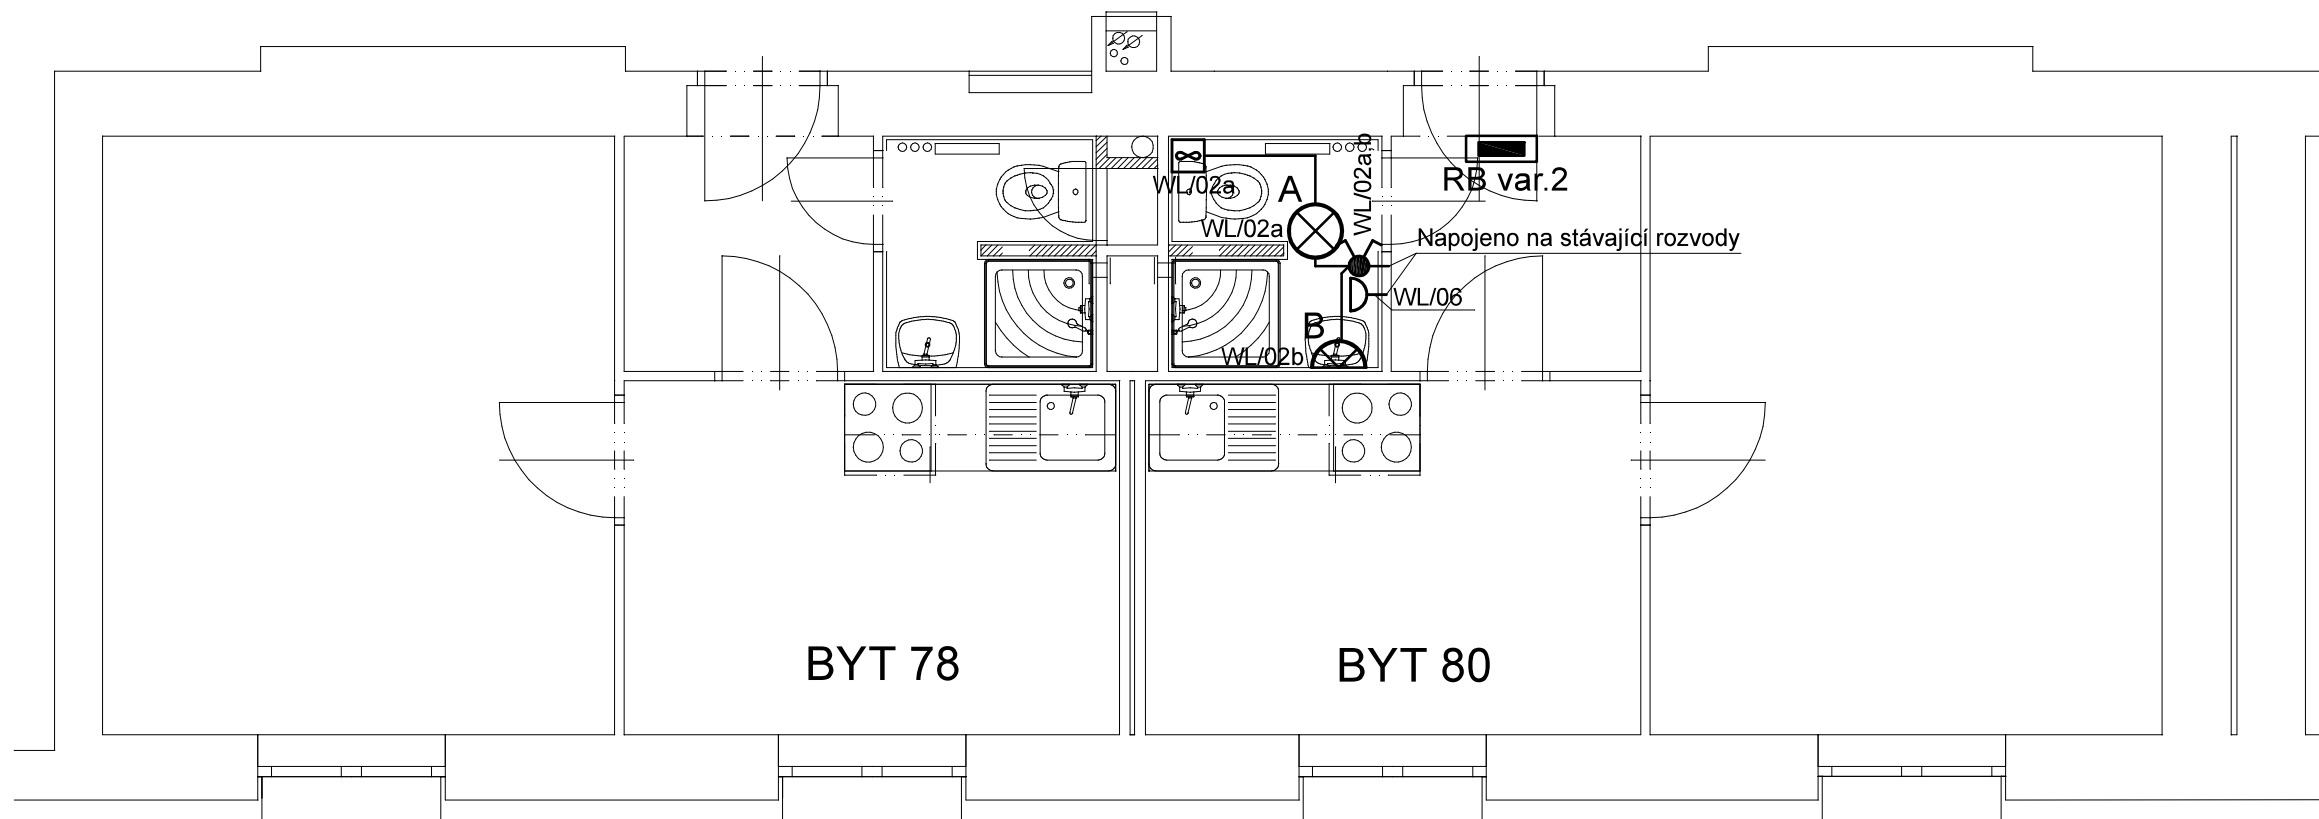 WL/02a
A
WL/02a,b
RB var.2
WL/02a
Napojeno na stávající rozvody
WL/06
B
WL/02b
BYT 78
BYT 80